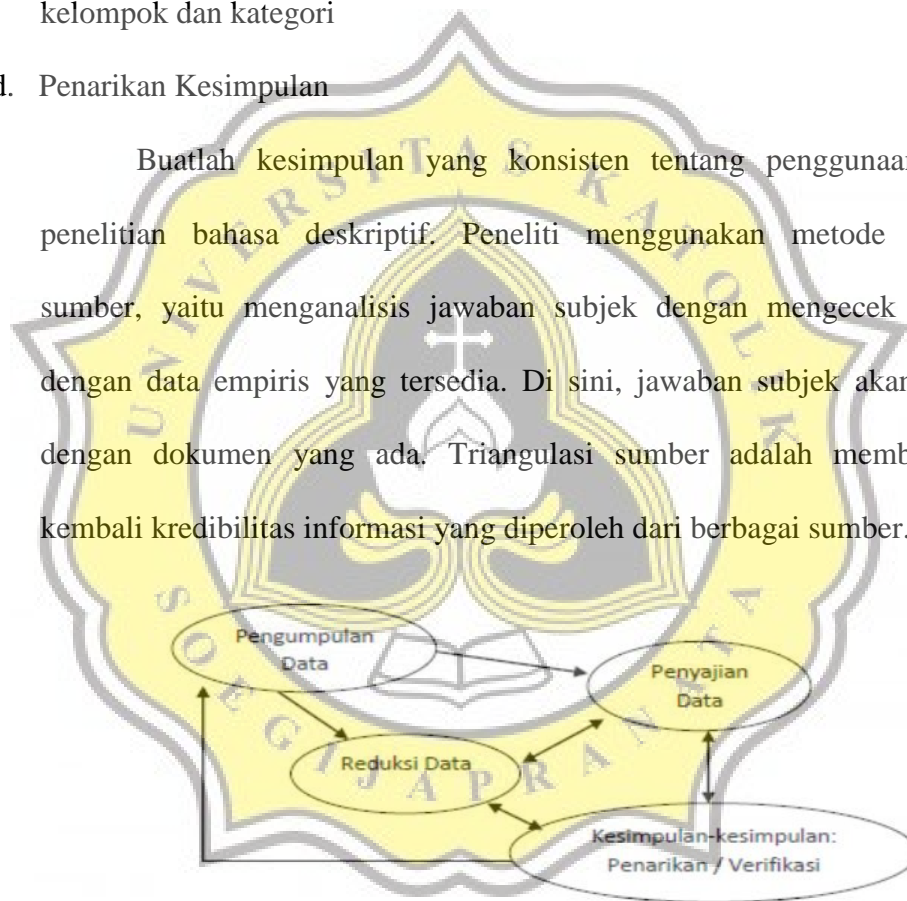 kelompok dan kategori
d. Penarikan Kesimpulan
Buatlah kesimpulan yang konsisten tentang penggunaan
penelitian bahasa deskriptif. Peneliti menggunakan metode
sumber, yaitu menganalisis jawaban subjek dengan mengecek
dengan data empiris yang tersedia. Di sini, jawaban subjek akan
dengan dokumen yang ada. Triangulasi sumber adalah
kembali kredibilitas informasi yang diperoleh dari berbagai sumber.
UNIVERSITAS KATOLIK
SOEGIJAPRANATA
Pengumpulan
Data
Penyajian
Data
Reduksi Data
Kesimpulan-kesimpulan:
Penarikan / Verifikasi